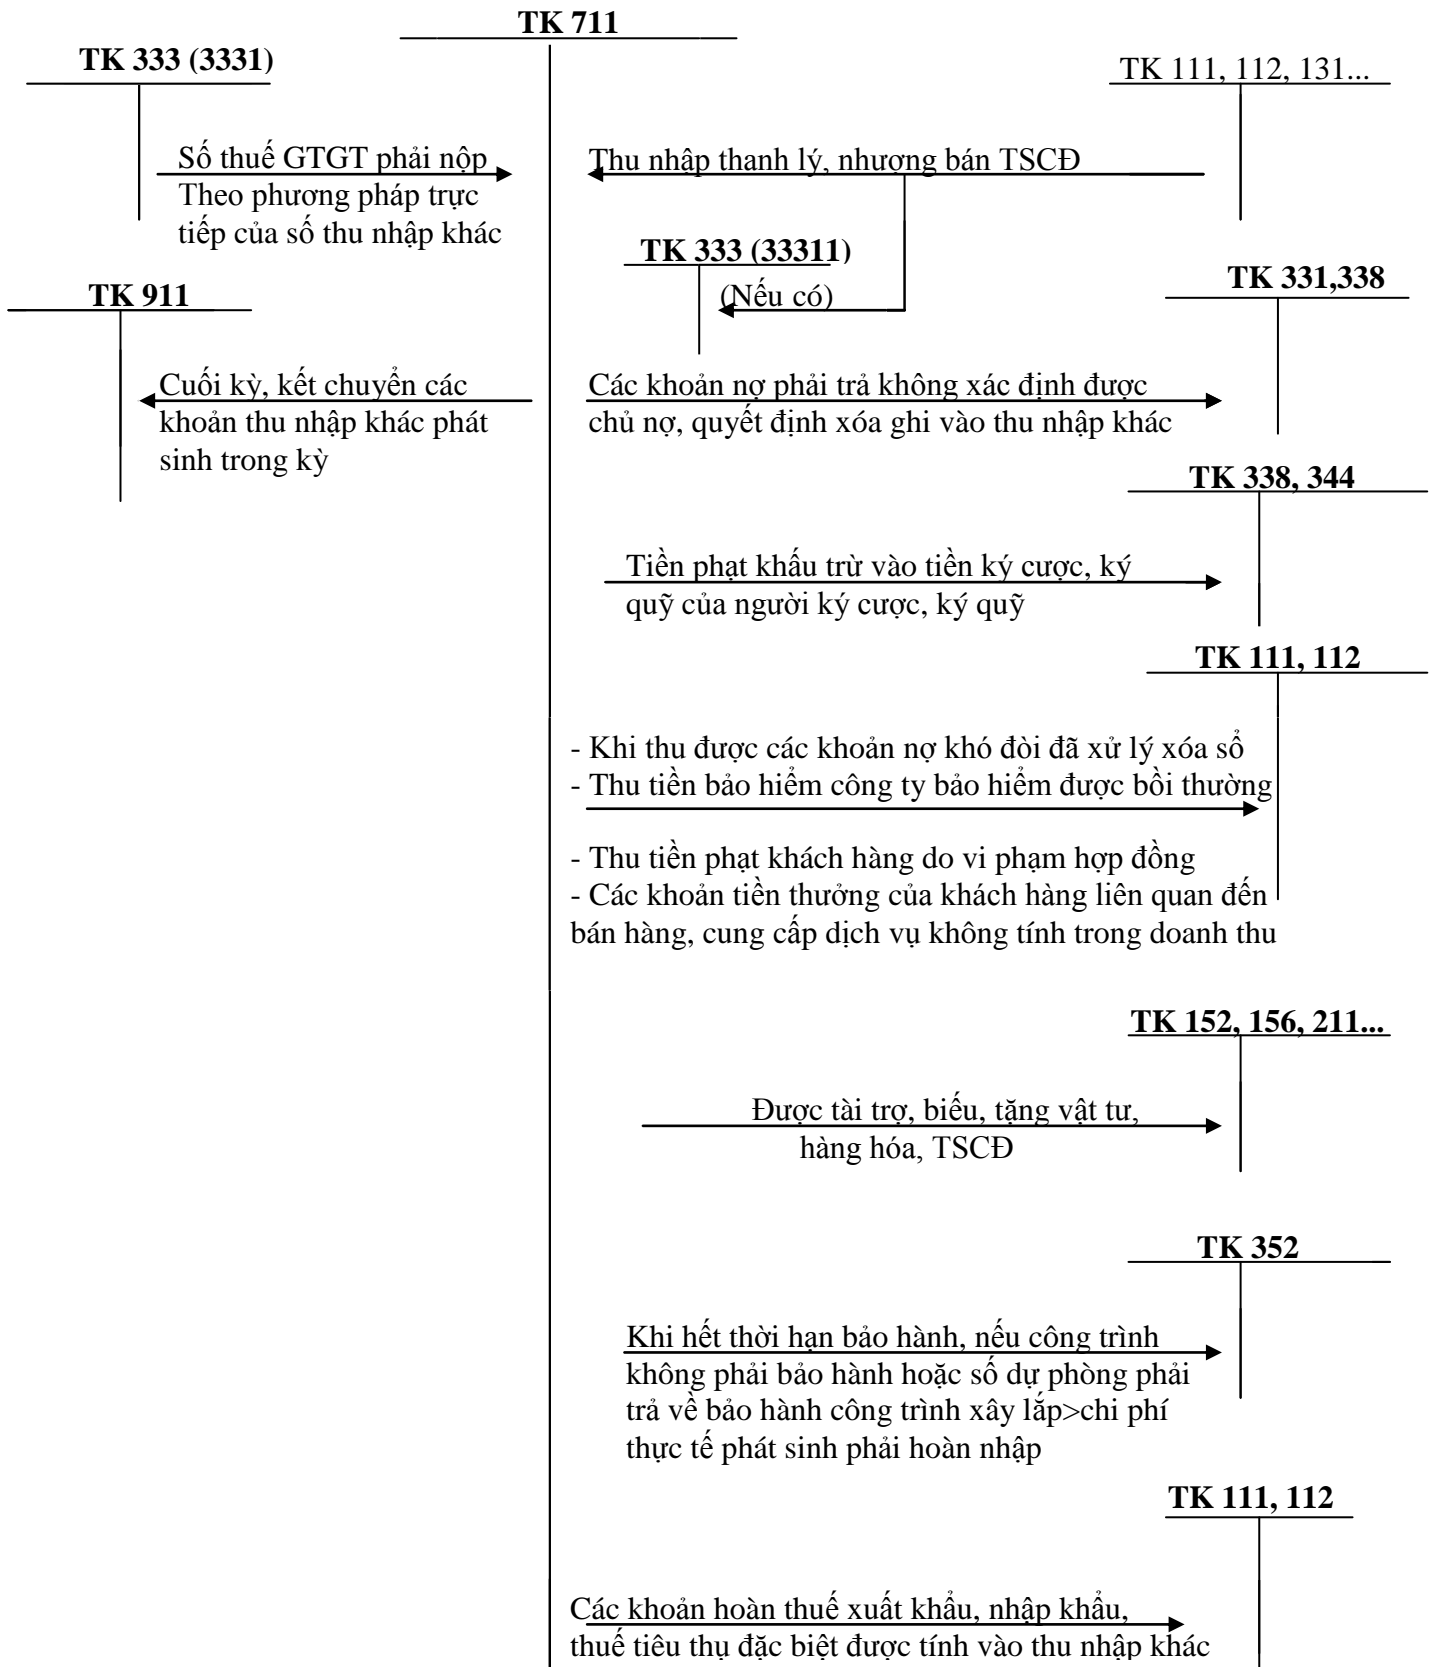 TK 711
TK 333 (3331)
TK 111, 112, 131...
Số thuế GTGT phải nộp
Theo phương pháp trực
tiếp của số thu nhập khác
Thu nhập thanh lý, nhượng bán TSCĐ
TK 333 (33311)
(Nếu có)
TK 911
TK 331,338
Cuối kỳ, kết chuyển các
khoản thu nhập khác phát
sinh trong kỳ
Các khoản nợ phải trả không xác định được
chủ nợ, quyết định xóa ghi vào thu nhập khác
TK 338, 344
Tiền phạt khấu trừ vào tiền ký cược, ký
quỹ của người ký cược, ký quỹ
TK 111, 112
- Khi thu được các khoản nợ khó đòi đã xử lý xóa sổ
- Thu tiền bảo hiểm công ty bảo hiểm được bồi thường
- Thu tiền phạt khách hàng do vi phạm hợp đồng
- Các khoản tiền thưởng của khách hàng liên quan đến
bán hàng, cung cấp dịch vụ không tính trong doanh thu
TK 152, 156, 211...
Được tài trợ, biếu, tặng vật tư,
hàng hóa, TSCĐ
TK 352
Khi hết thời hạn bảo hành, nếu công trình
không phải bảo hành hoặc số dự phòng phải
trả về bảo hành công trình xây lắp>chi phí
thực tế phát sinh phải hoàn nhập
TK 111, 112
Các khoản hoàn thuế xuất khẩu, nhập khẩu,
thuế tiêu thụ đặc biệt được tính vào thu nhập khác